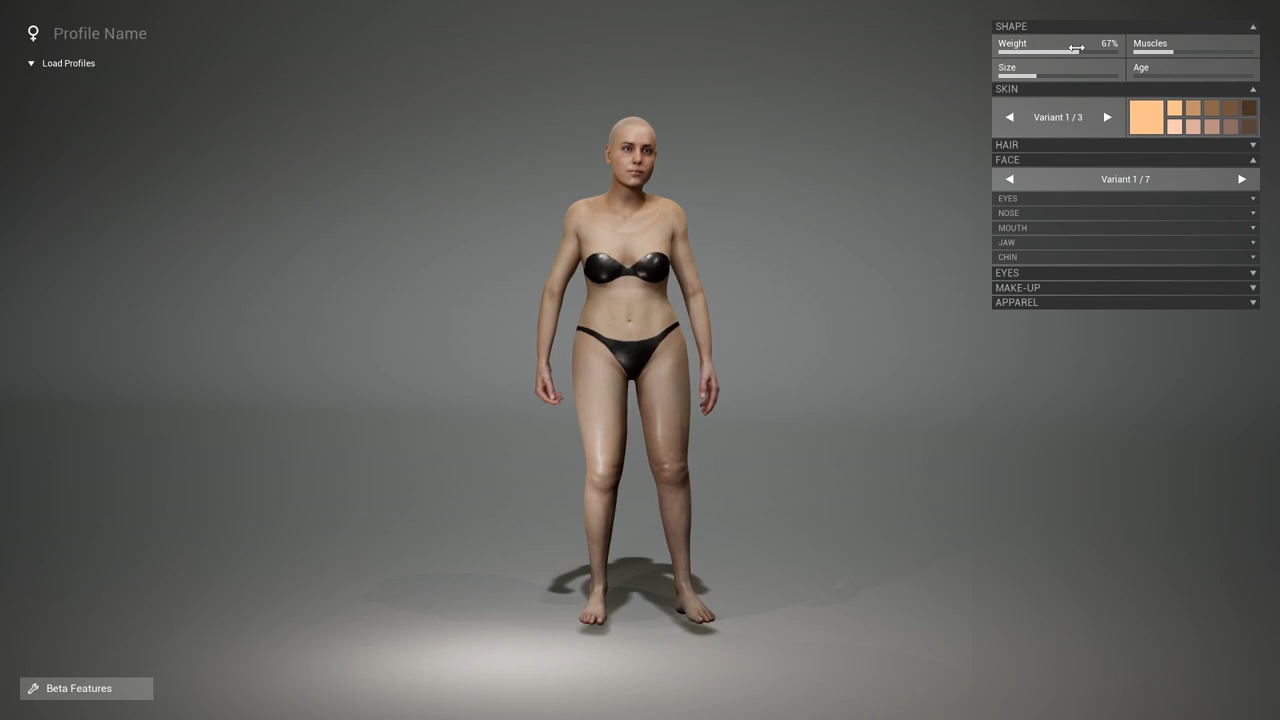 Profile Name
Load Profiles
SHAPE
Weight 67% Muscles
Size Age
SKIN
Variant 1 / 3
HAIR
FACE
Variant 1 / 7
EYES
NOSE
MOUTH
JAW
CHIN
EYES
MAKE-UP
APPAREL
Beta Features